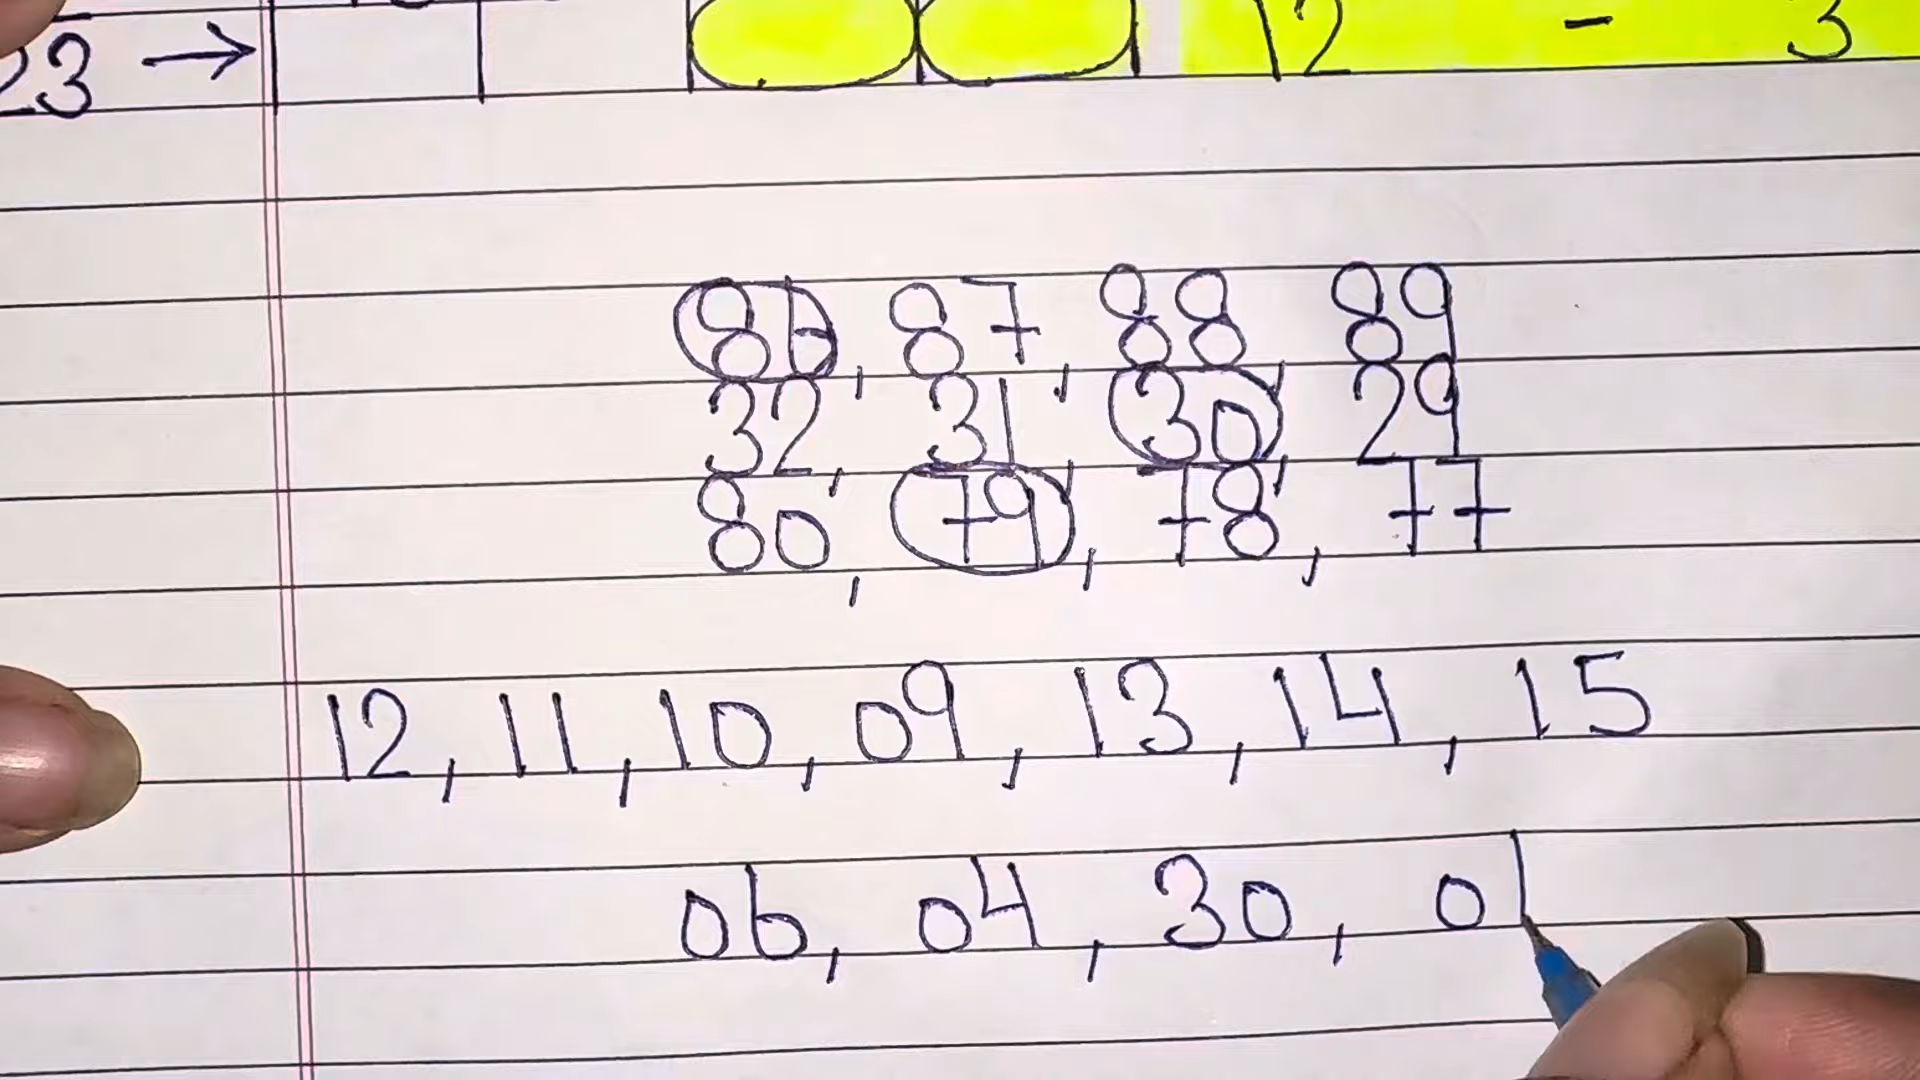 23 → 12 - 3
86, 87, 88, 89
32, 31, 30, 29
80, 79, 78, 77
12, 11, 10, 09, 13, 14, 15
06, 04, 30, 01